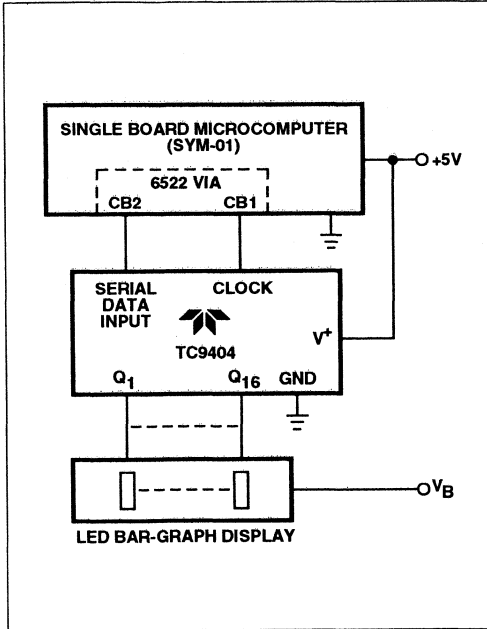 SINGLE BOARD MICROCOMPUTER
(SYM-01)
6522 VIA
CB2 CB1
+5V
SERIAL
DATA
INPUT
CLOCK
V+
TC9404
Q1 Q16 GND
VB
LED BAR-GRAPH DISPLAY